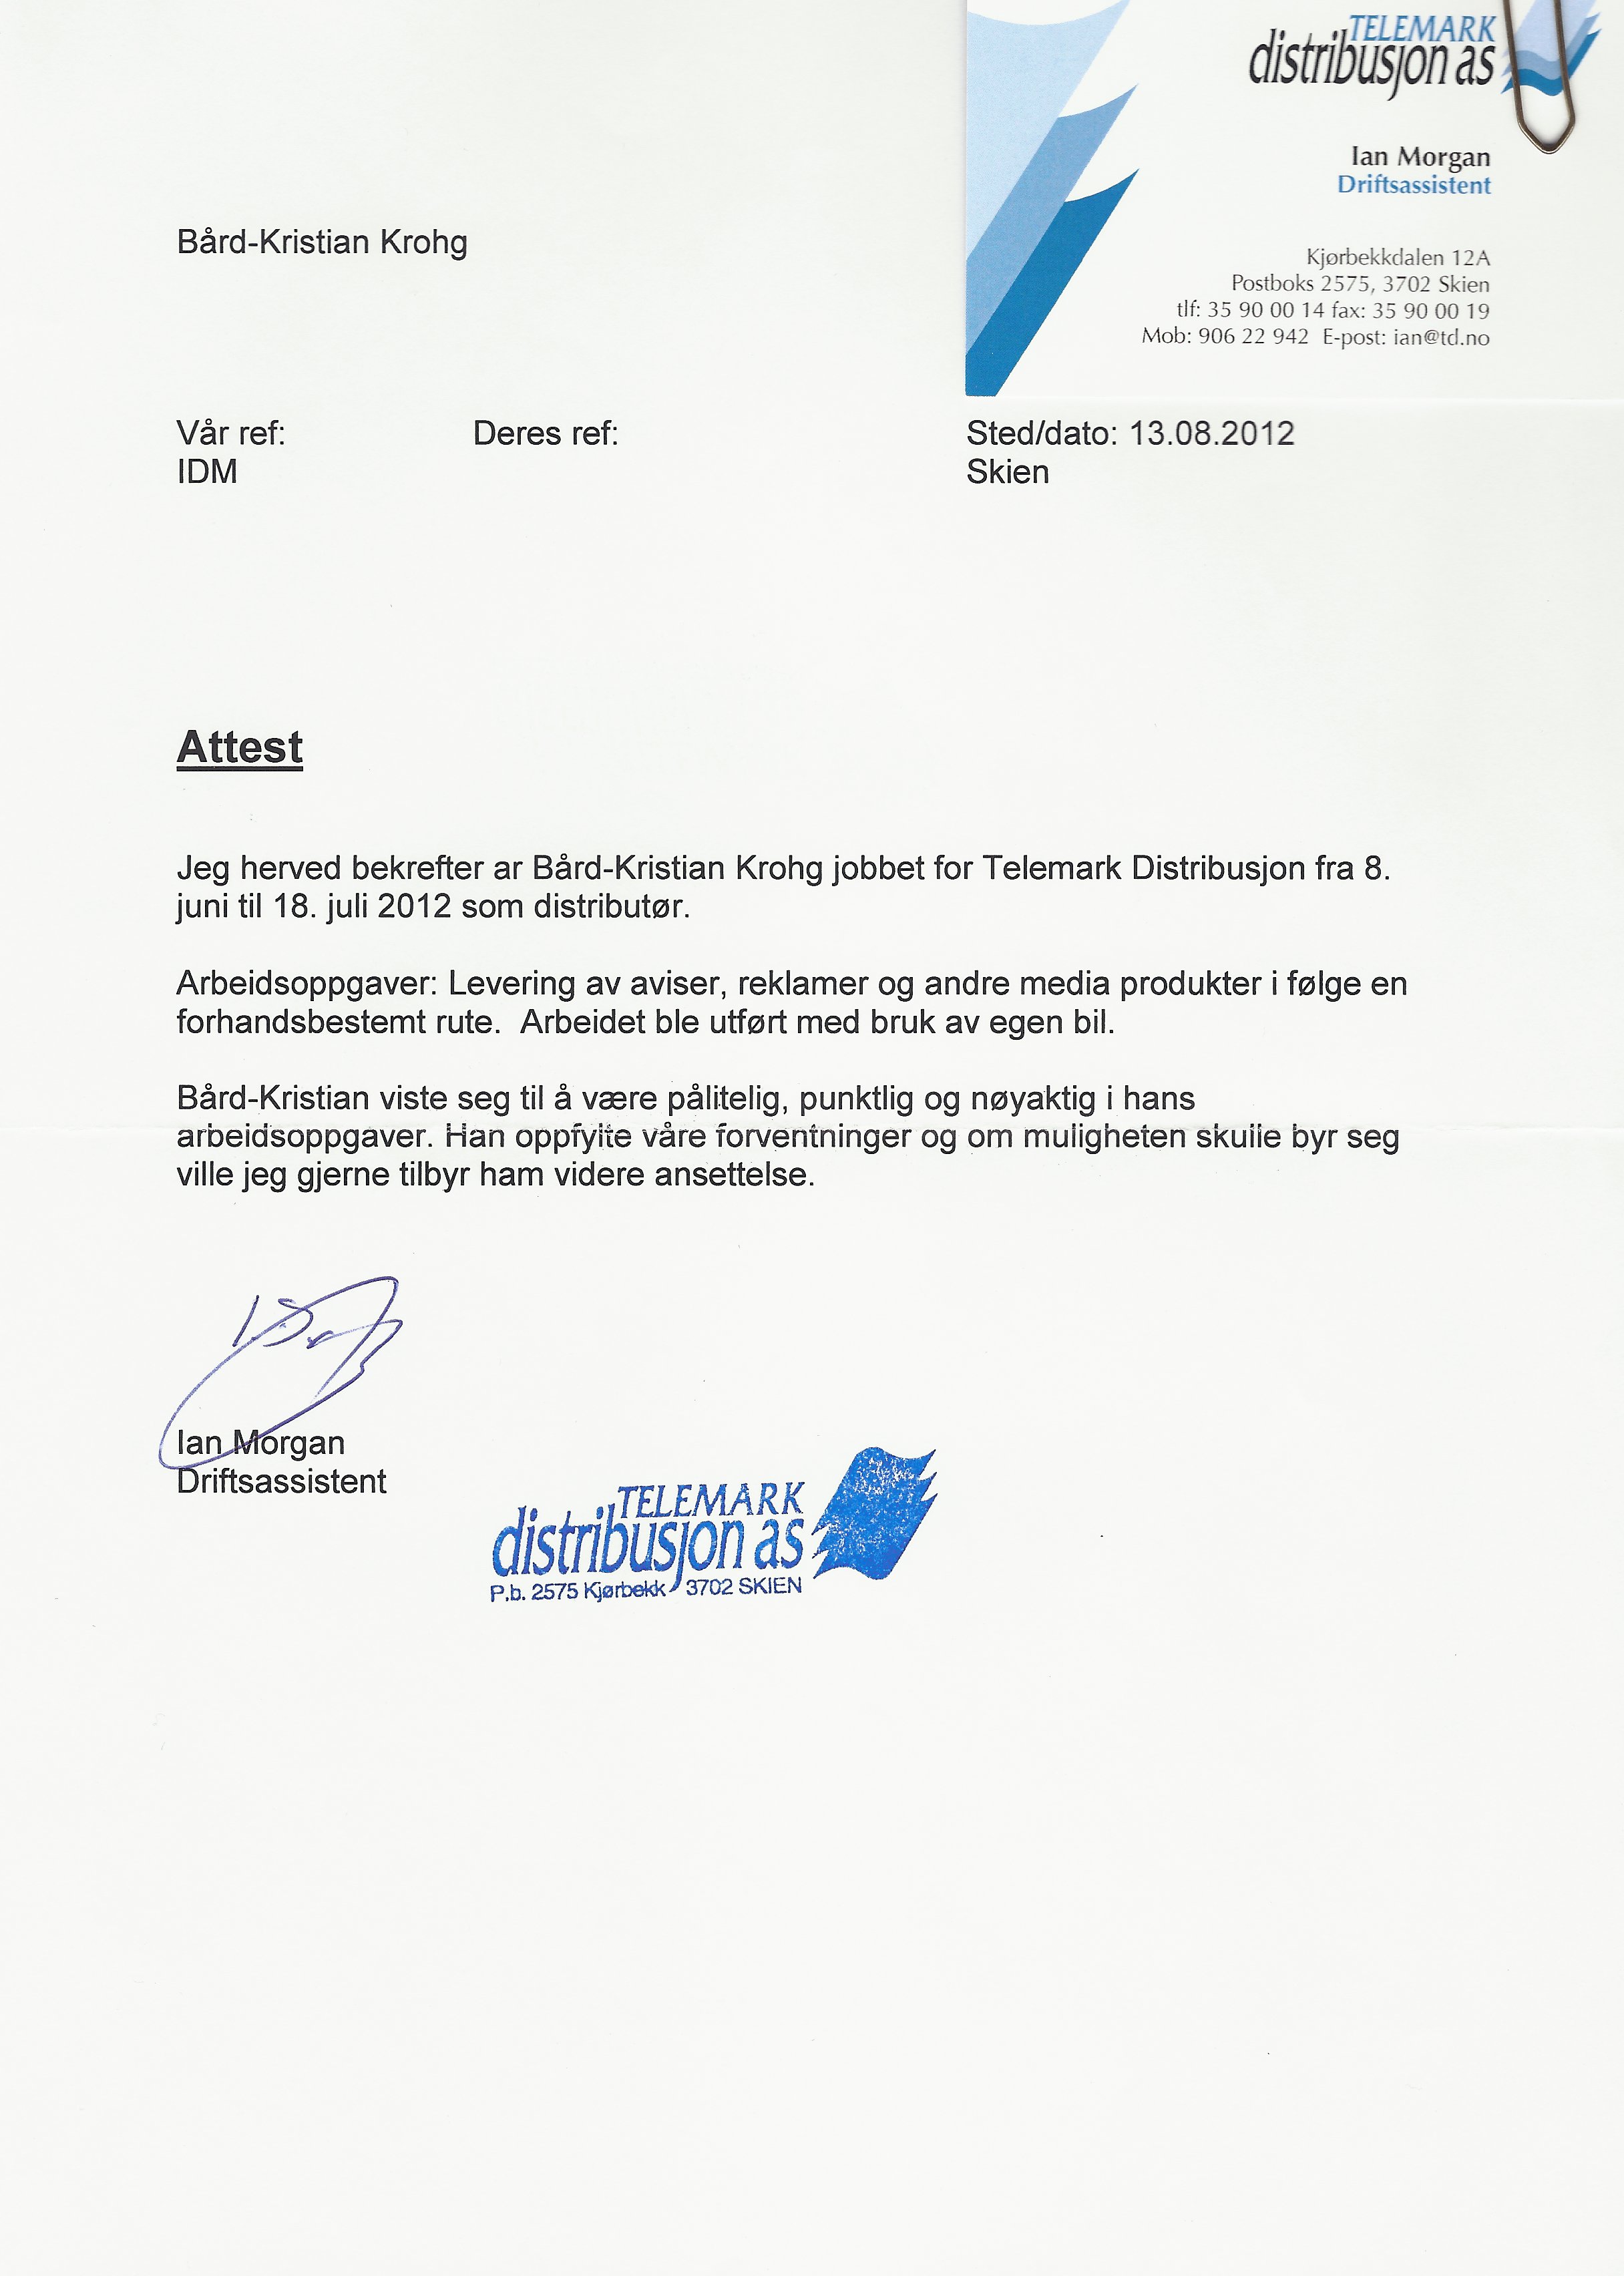 TELEMARK
distribusjon as
Ian Morgan
Driftsassistent
Kjørbekkdalen 12A
Postboks 2575, 3702 Skien
tlf: 35 90 00 14 fax: 35 90 00 19
Mob: 906 22 942 E-post: ian@td.no
Bård-Kristian Krohg
Vår ref: Deres ref: Sted/dato: 13.08.2012
IDM Skien
Attest
Jeg herved bekrefter ar Bård-Kristian Krohg jobbet for Telemark Distribusjon fra 8.
juni til 18. juli 2012 som distributør.
Arbeidsoppgaver: Levering av aviser, reklamer og andre media produkter i følge en
forhandsbestemt rute. Arbeidet ble utført med bruk av egen bil.
Bård-Kristian viste seg til å være pålitelig, punktlig og nøyaktig i hans
arbeidsoppgaver. Han oppfylte våre forventninger og om muligheten skulle byr seg
ville jeg gjerne tilbyr ham videre ansettelse.
Ian Morgan
Driftsassistent
TELEMARK
distribusjon as
P.b. 2575 Kjørbekk 3702 SKIEN